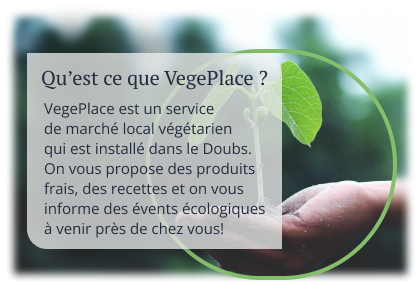 Qu’est ce que VegePlace ?
VegePlace est un service
de marché local végétarien
qui est installé dans le Doubs.
On vous propose des produits
frais, des recettes et on vous
informe des évents écologiques
à venir près de chez vous!